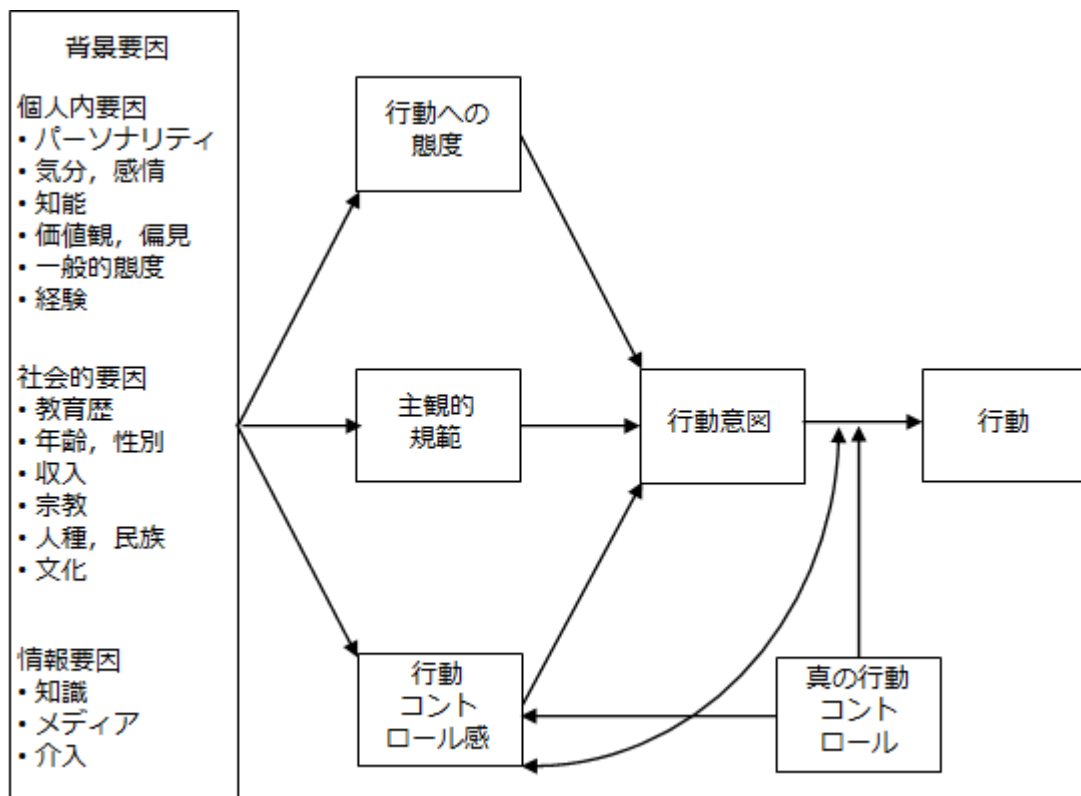 背景要因
個人内要因
• パーソナリティ
• 気分，感情
• 知能
• 価値観，偏見
• 一般的態度
• 経験
社会的要因
• 教育歴
• 年齢，性別
• 収入
• 宗教
• 人種，民族
• 文化
情報要因
• 知識
• メディア
• 介入
行動への
態度
主観的
規範
行動
コント
ロール感
行動意図
行動
真の行動
コント
ロール